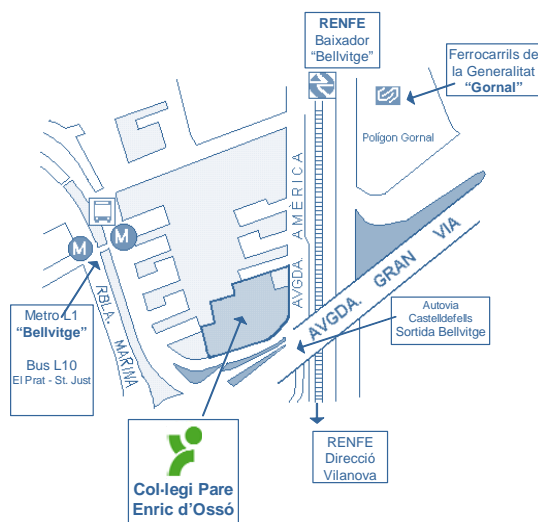 RENFE
Baixador
“Bellvitge”
Ferrocarrils de
la Generalitat
“Gornal”
Polígon Gornal
AVGDA. AMÈRICA
AVGDA. GRAN VIA
M
M
RBLA. MARINA
Metro L1
“Bellvitge”
Bus L10
El Prat - St. Just
Autovia
Castelldefells
Sortida Bellvitge
RENFE
Direcció
Vilanova
Col·legi Pare
Enric d’Ossó